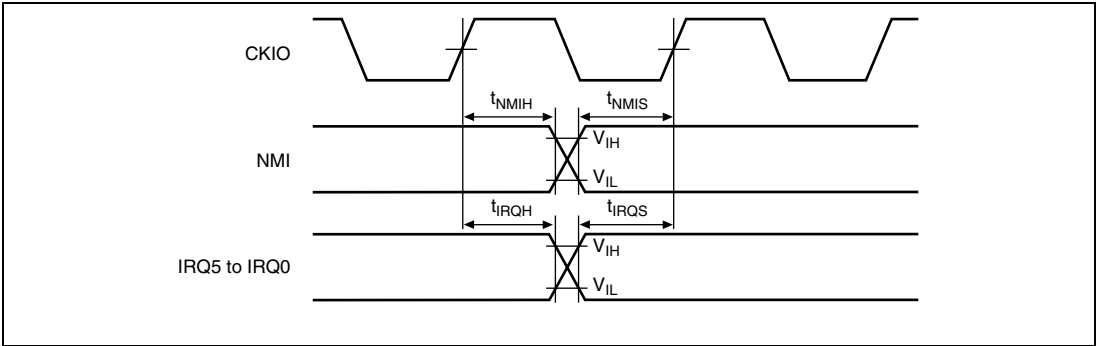 CKIO
tNMIH tNMIS
VIH
NMI
VIL
tIRQH tIRQS
VIH
IRQ5 to IRQ0
VIL